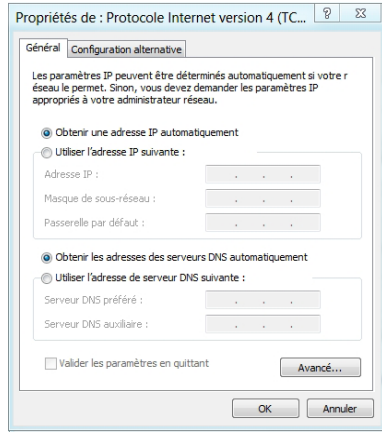 Propriétés de : Protocole Internet version 4 (TC...
Général
Configuration alternative
Les paramètres IP peuvent être déterminés automatiquement si votre r
éseau le permet. Sinon, vous devez demander les paramètres IP
appropriés à votre administrateur réseau.
Obtenir une adresse IP automatiquement
Utiliser l'adresse IP suivante :
Adresse IP :
Masque de sous-réseau :
Passerelle par défaut :
Obtenir les adresses des serveurs DNS automatiquement
Utiliser l'adresse de serveur DNS suivante :
Serveur DNS préféré :
Serveur DNS auxiliaire :
Valider les paramètres en quittant
Avancé...
OK
Annuler